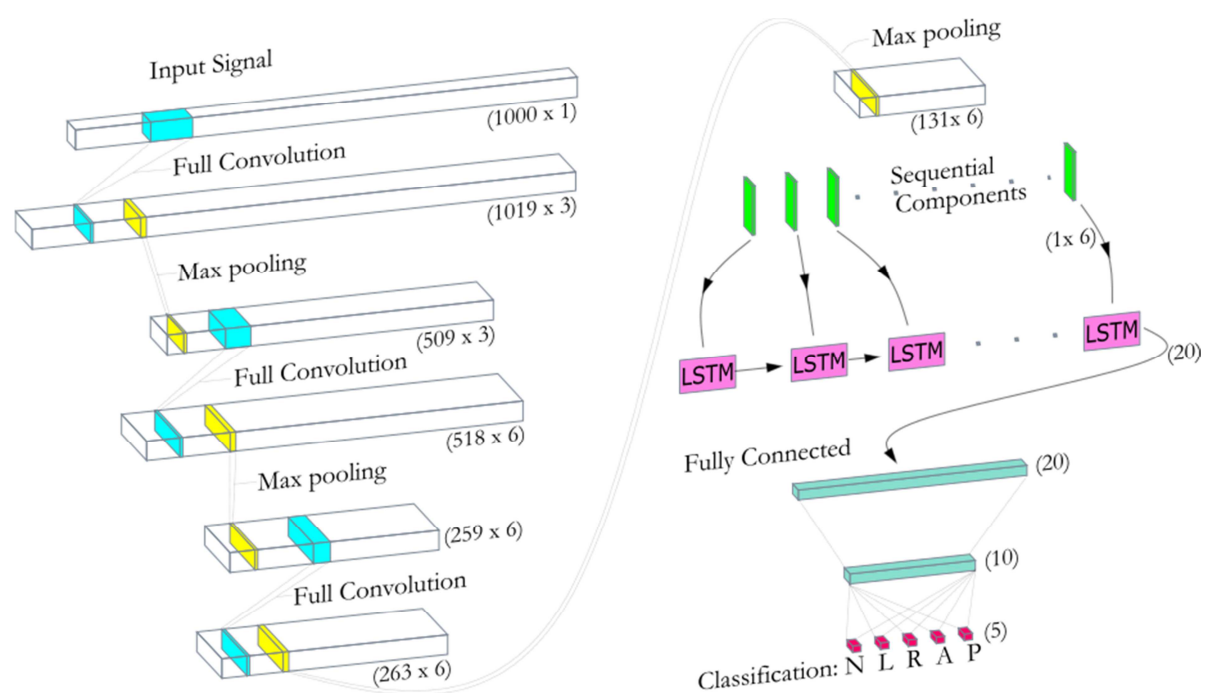 Input Signal
(1000 x 1)
Full Convolution
(1019 x 3)
Max pooling
(509 x 3)
Full Convolution
(518 x 6)
Max pooling
(259 x 6)
Full Convolution
(263 x 6)
Max pooling
(131x 6)
Sequential
Components
(1x 6)
LSTM
LSTM
LSTM
LSTM
(20)
Fully Connected
(20)
(10)
(5)
Classification: N L R A P